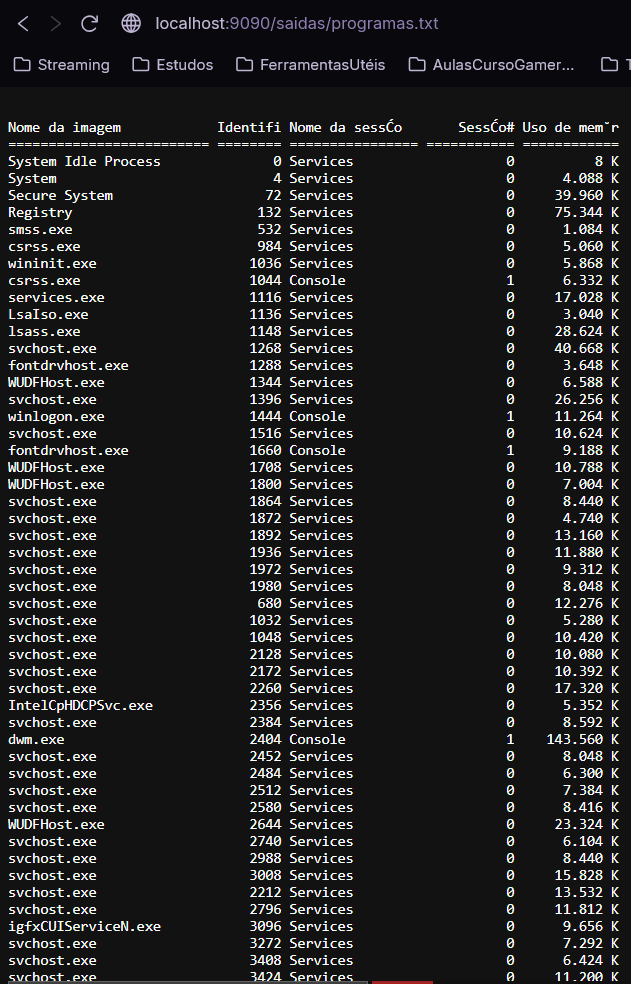 localhost:9090/saidas/programas.txt
Streaming Estudos FerramentasUtéis AulasCursoGamer...
Nome da imagem Identifi Nome da sessĆo SessĆo# Uso de mem˘r
========================= ======== ================ =========== ============
System Idle Process 0 Services 0 8 K
System 4 Services 0 4.088 K
Secure System 72 Services 0 39.960 K
Registry 132 Services 0 75.344 K
smss.exe 532 Services 0 1.084 K
csrss.exe 984 Services 0 5.060 K
wininit.exe 1036 Services 0 5.868 K
csrss.exe 1044 Console 1 6.332 K
services.exe 1116 Services 0 17.028 K
LsaIso.exe 1136 Services 0 3.040 K
lsass.exe 1148 Services 0 28.624 K
svchost.exe 1268 Services 0 40.668 K
fontdrvhost.exe 1288 Services 0 3.648 K
WUDFHost.exe 1344 Services 0 6.588 K
svchost.exe 1396 Services 0 26.256 K
winlogon.exe 1444 Console 1 11.264 K
svchost.exe 1516 Services 0 10.624 K
fontdrvhost.exe 1660 Console 1 9.188 K
WUDFHost.exe 1708 Services 0 10.788 K
WUDFHost.exe 1800 Services 0 7.004 K
svchost.exe 1864 Services 0 8.440 K
svchost.exe 1872 Services 0 4.740 K
svchost.exe 1892 Services 0 13.160 K
svchost.exe 1936 Services 0 11.880 K
svchost.exe 1972 Services 0 9.312 K
svchost.exe 1980 Services 0 8.048 K
svchost.exe 680 Services 0 12.276 K
svchost.exe 1032 Services 0 5.280 K
svchost.exe 1048 Services 0 10.420 K
svchost.exe 2128 Services 0 10.080 K
svchost.exe 2172 Services 0 10.392 K
svchost.exe 2260 Services 0 17.320 K
IntelCpHDCPSvc.exe 2356 Services 0 5.352 K
svchost.exe 2384 Services 0 8.592 K
dwm.exe 2404 Console 1 143.560 K
svchost.exe 2452 Services 0 8.048 K
svchost.exe 2484 Services 0 6.300 K
svchost.exe 2512 Services 0 7.384 K
svchost.exe 2580 Services 0 8.416 K
WUDFHost.exe 2644 Services 0 23.324 K
svchost.exe 2740 Services 0 6.104 K
svchost.exe 2988 Services 0 8.440 K
svchost.exe 3008 Services 0 15.828 K
svchost.exe 2212 Services 0 13.532 K
svchost.exe 2796 Services 0 11.812 K
igfxCUIServiceN.exe 3096 Services 0 9.656 K
svchost.exe 3272 Services 0 7.292 K
svchost.exe 3408 Services 0 6.424 K
svchost.exe 3424 Services 0 11.200 K